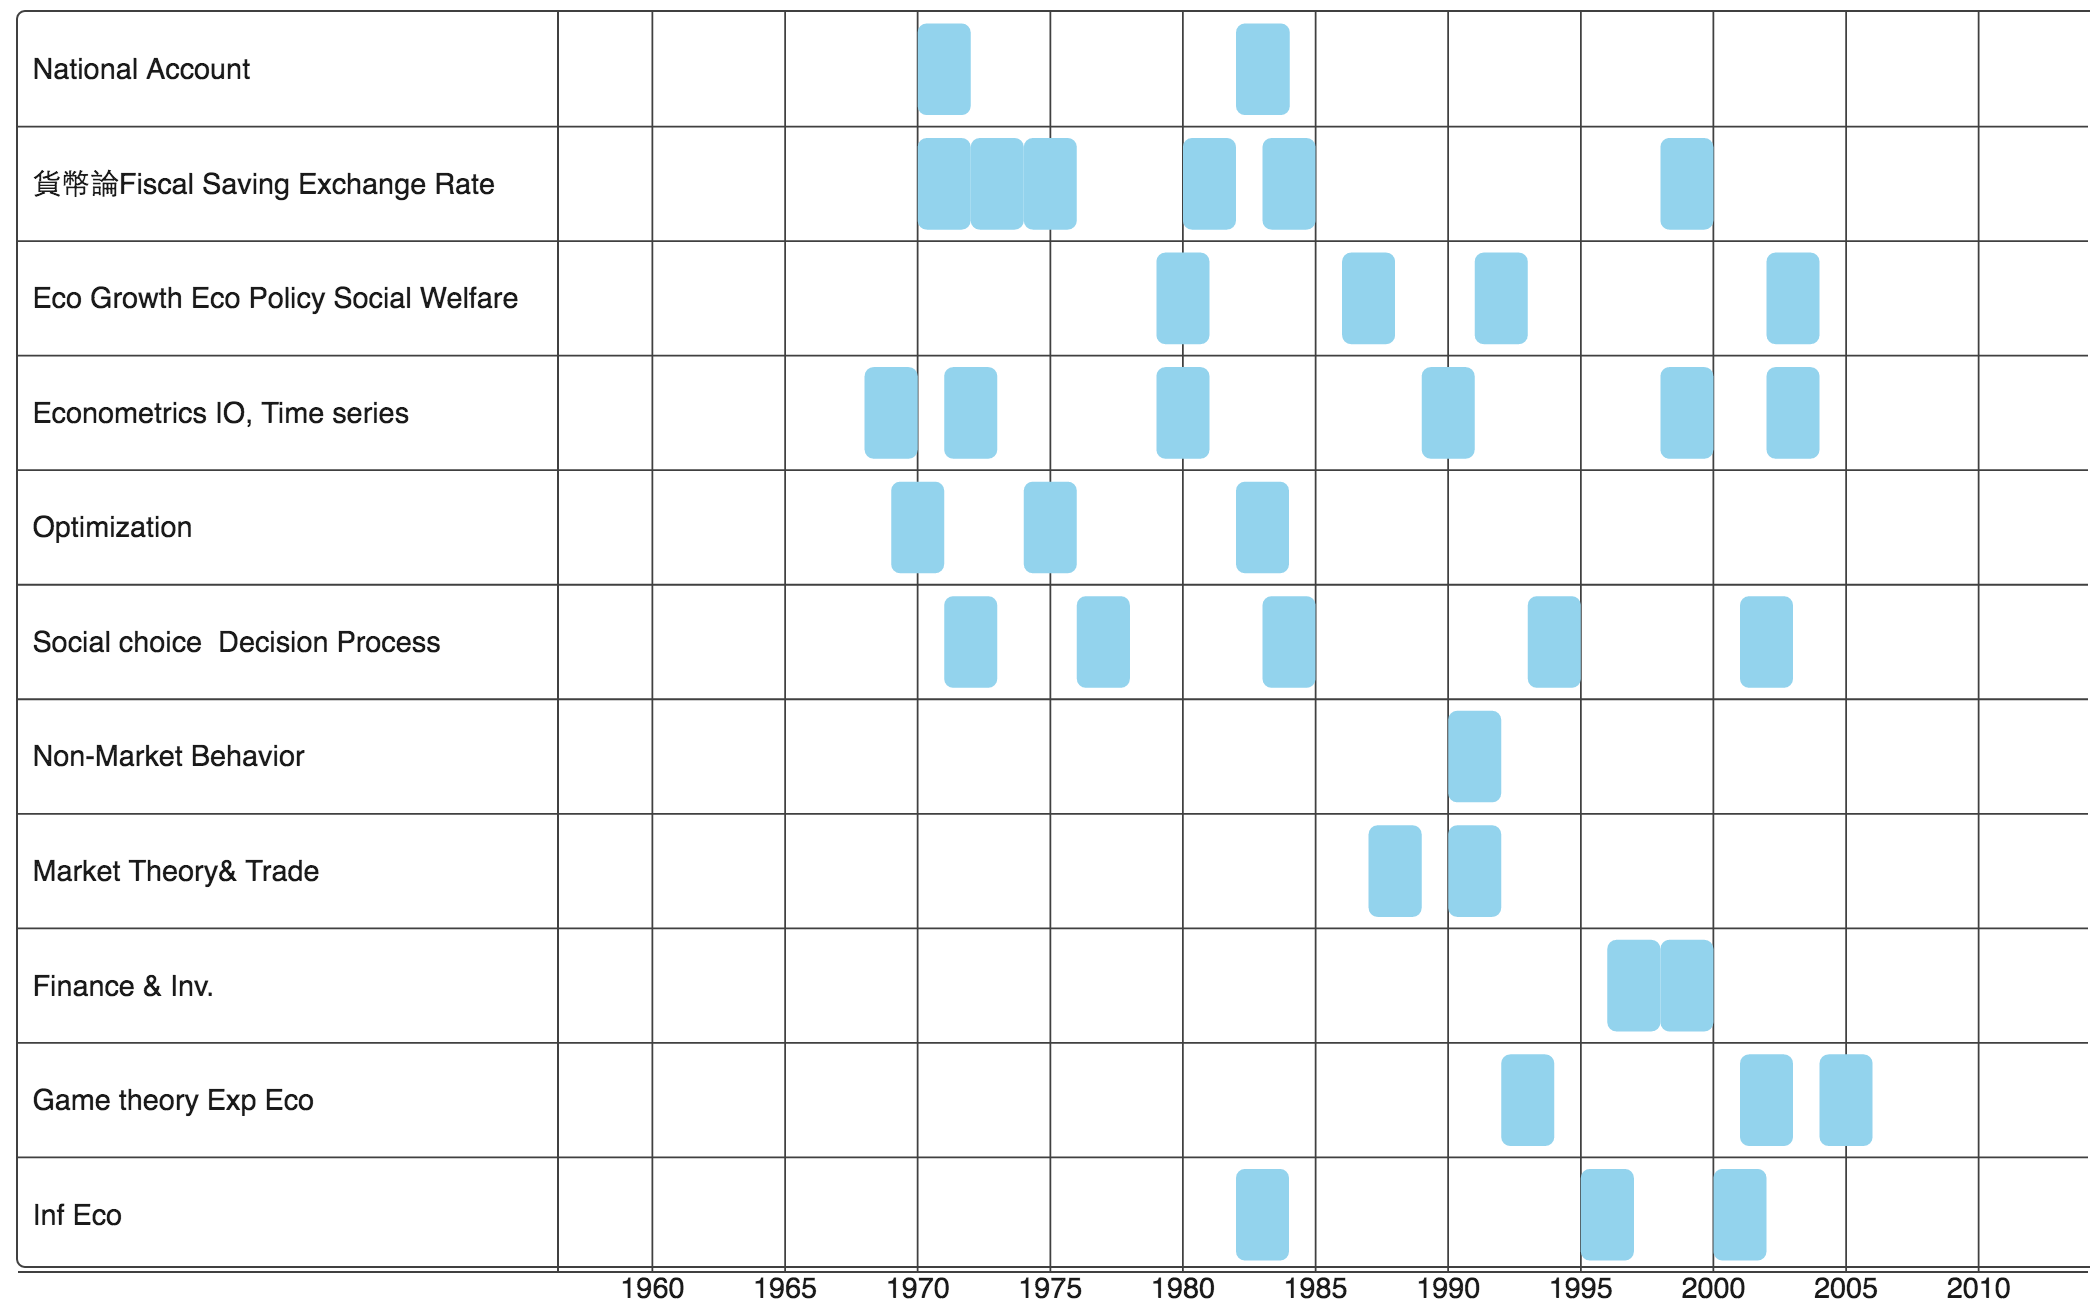 National Account
貨幣論Fiscal Saving Exchange Rate
Eco Growth Eco Policy Social Welfare
Econometrics IO, Time series
Optimization
Social choice  Decision Process
Non-Market Behavior
Market Theory& Trade
Finance & Inv.
Game theory Exp Eco
Inf Eco
1960 1965 1970 1975 1980 1985 1990 1995 2000 2005 2010